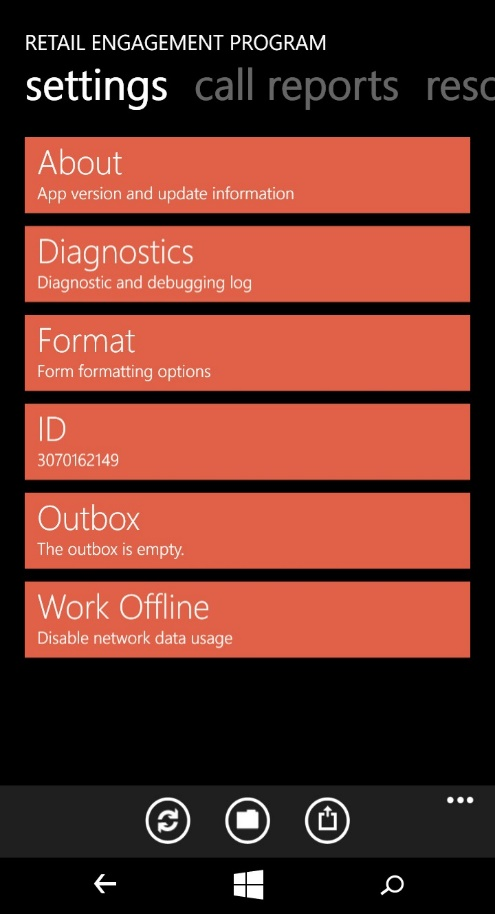 RETAIL ENGAGEMENT PROGRAM
settings call reports reso
About
App version and update information
Diagnostics
Diagnostic and debugging log
Format
Form formatting options
ID
3070162149
Outbox
The outbox is empty.
Work Offline
Disable network data usage